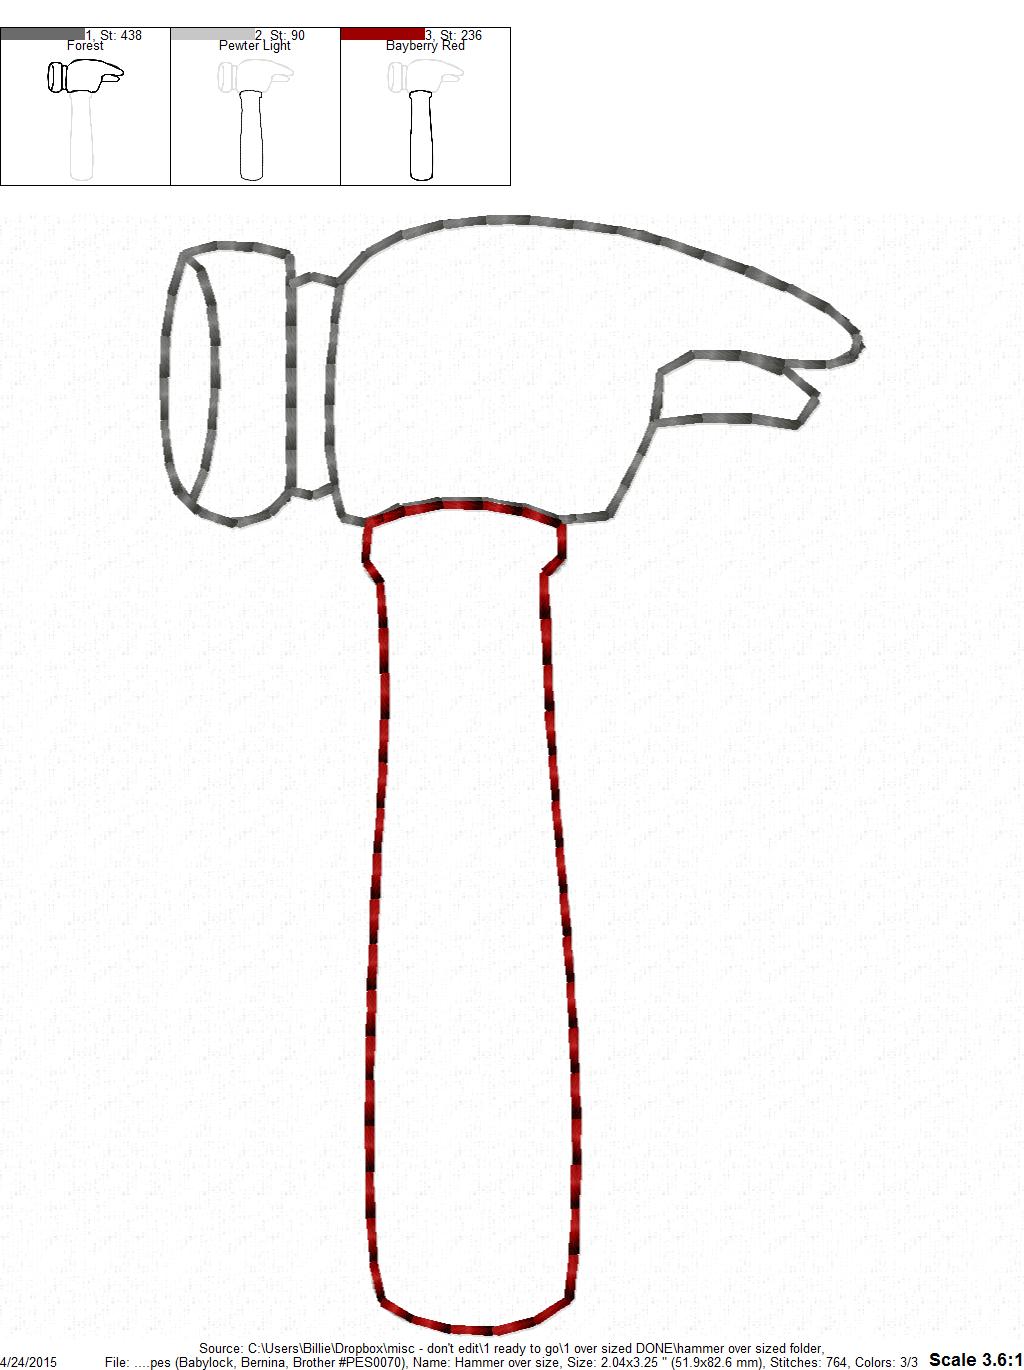 1, St: 438
Forest
2, St: 90
Pewter Light
3, St: 236
Bayberry Red
Source: C:\Users\Billie\Dropbox\misc - don't edit\1 ready to go\1 over sized DONE\hammer over sized folder,
4/24/2015 File: ....pes (Babylock, Bernina, Brother #PES0070), Name: Hammer over size, Size: 2.04x3.25 " (51.9x82.6 mm), Stitches: 764, Colors: 3/3 Scale 3.6:1